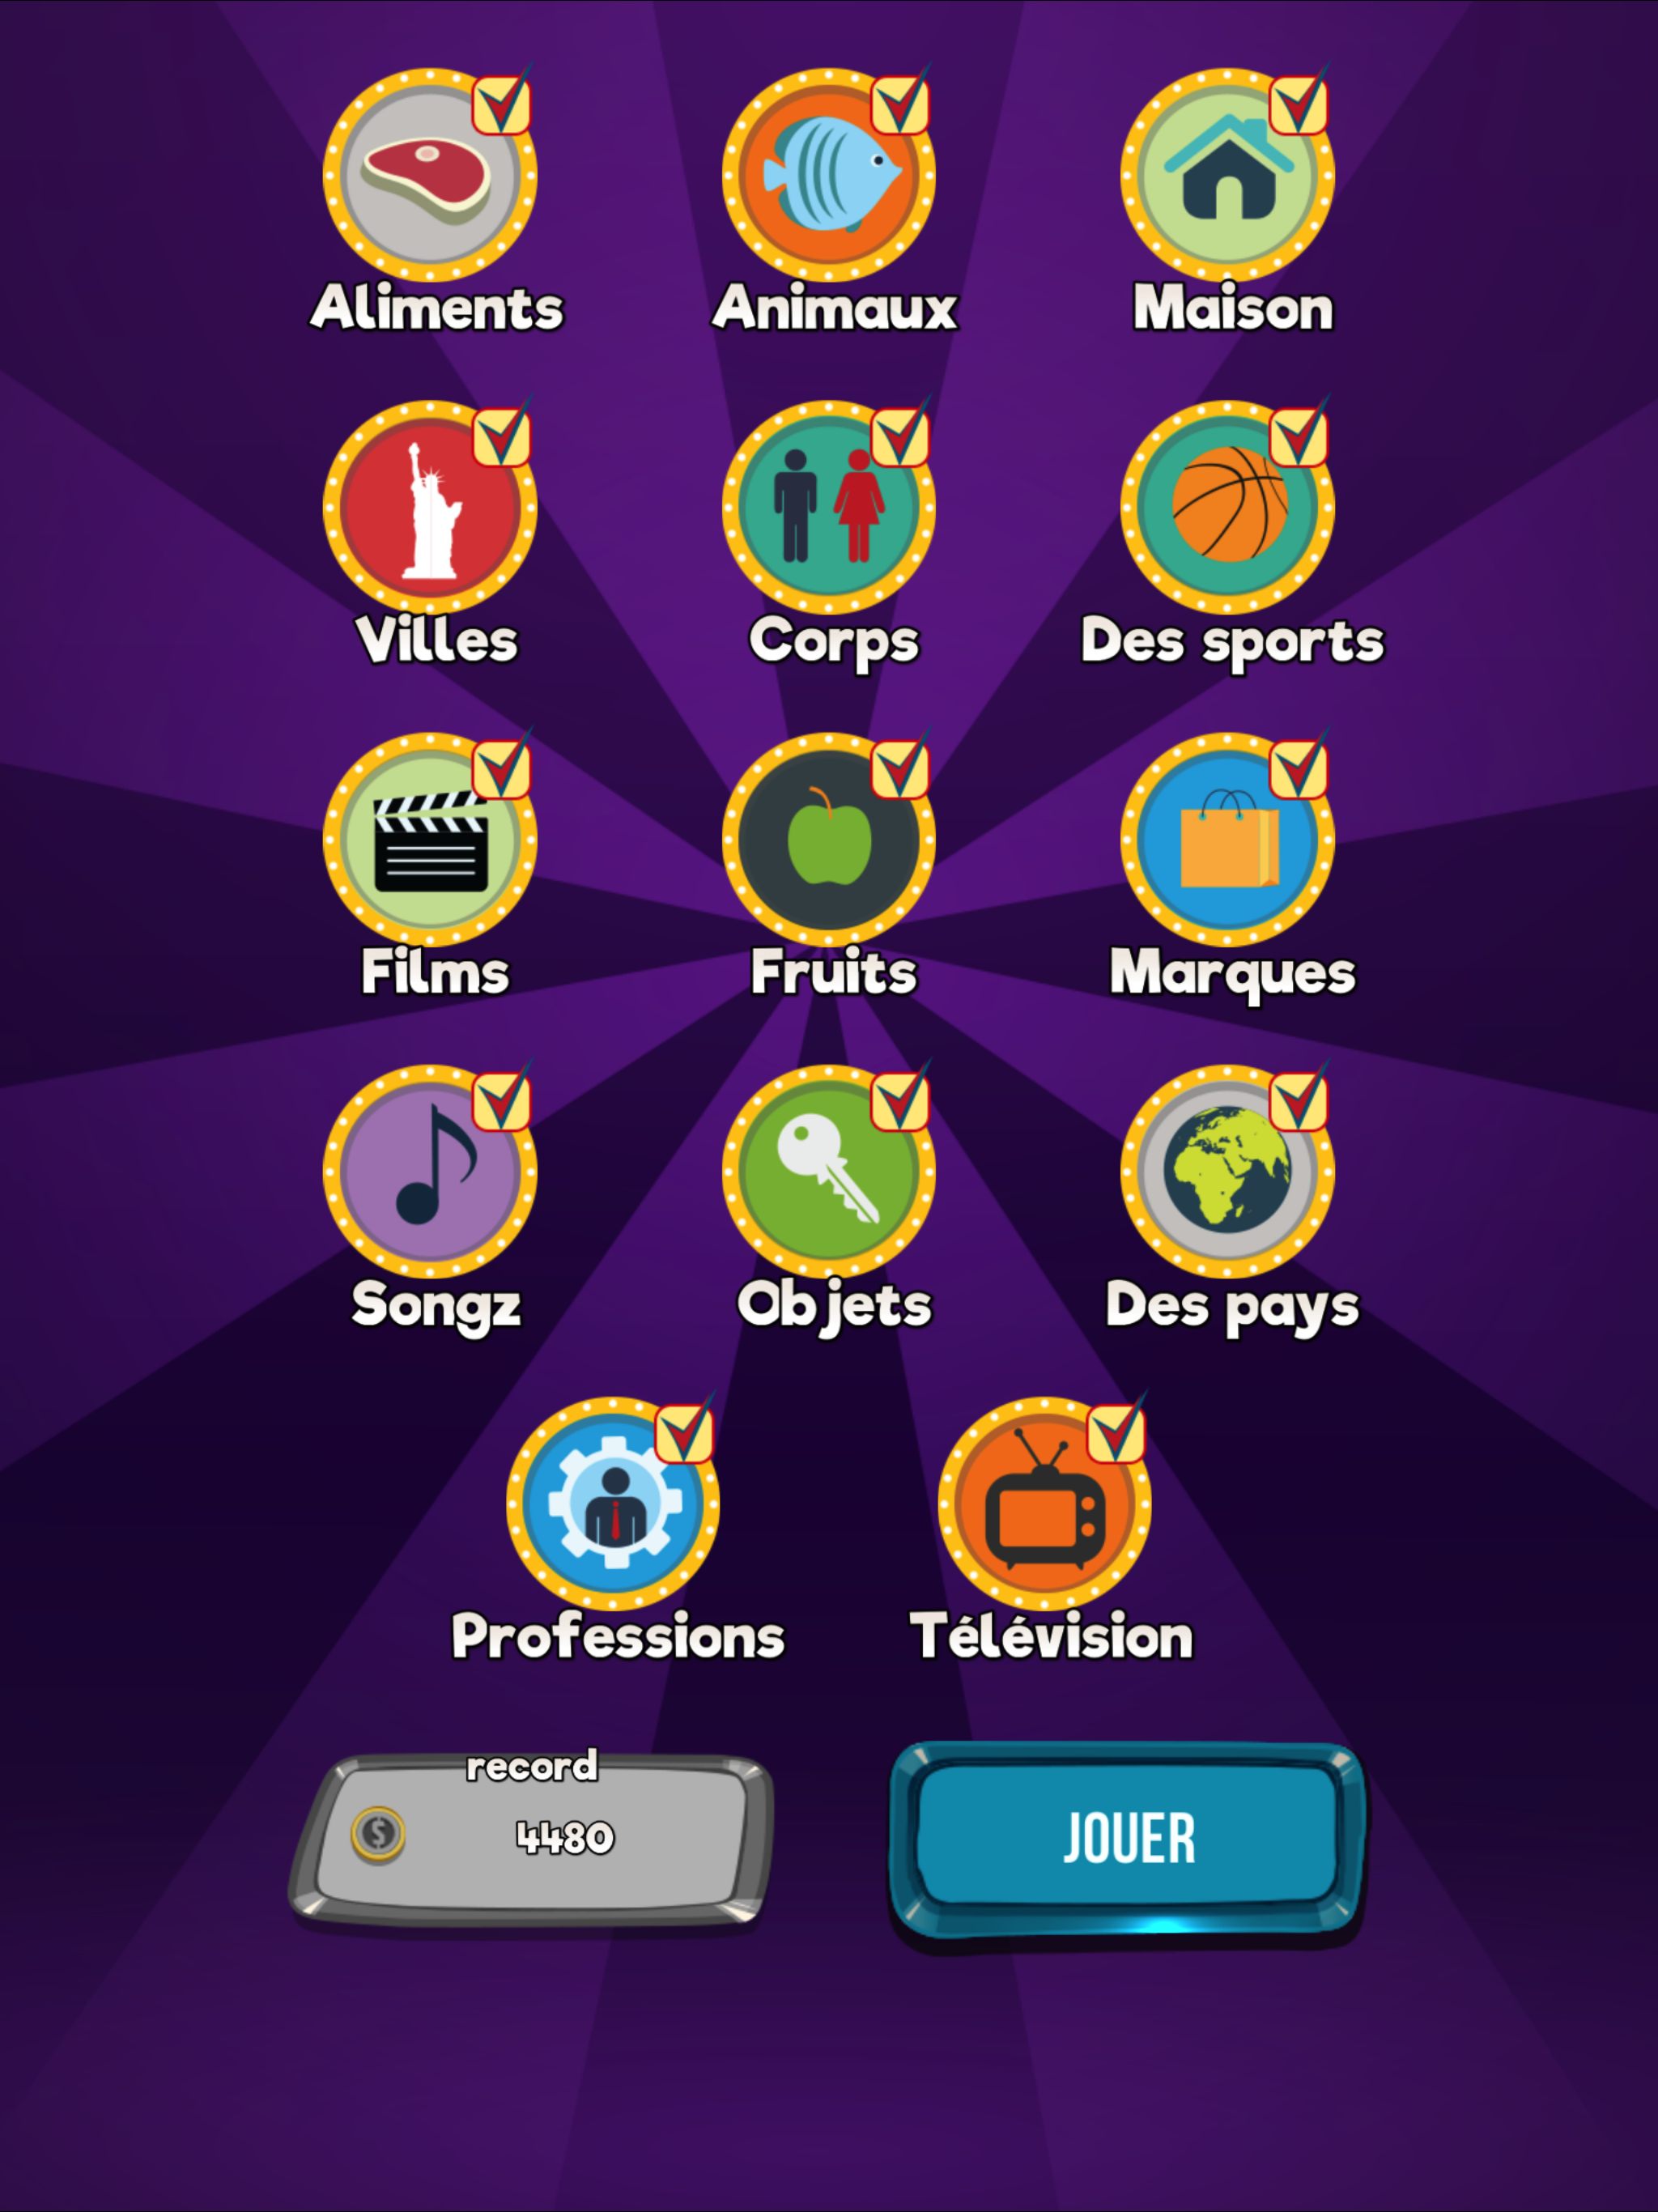 Aliments
Animaux
Maison
Villes
Corps
Des sports
Films
Fruits
Marques
Songz
Objets
Des pays
Professions
Télévision
record
$
4480
JOUER